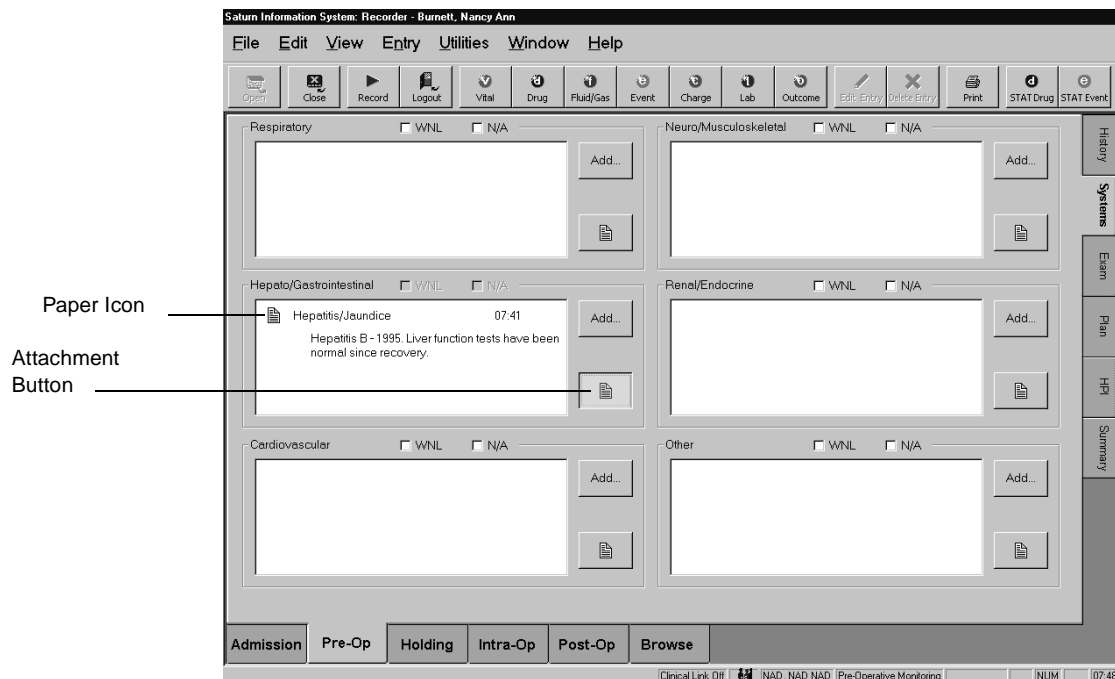 Saturn Information System: Recorder - Burnett, Nancy Ann
File Edit View Entry Utilities Window Help
Open Close Record Logout Vital Drug Fluid/Gas Event Charge Lab Outcome Edit Entry Delete Entry Print STAT Drug STAT Event
Respiratory WNL N/A Neuro/Musculoskeletal WNL N/A
Add... Add...
History
Systems
Exam
Plan
HPI
Summary
Hepato/Gastrointestinal WNL N/A Renal/Endocrine WNL N/A
Paper Icon
Hepatitis/Jaundice 07:41 Add... Add...
Hepatitis B - 1995. Liver function tests have been
normal since recovery.
Attachment
Button
Cardiovascular WNL N/A Other WNL N/A
Add... Add...
Admission Pre-Op Holding Intra-Op Post-Op Browse
Clinical Link Off NAD, NAD NAD Pre-Operative Monitoring NUM 07:48